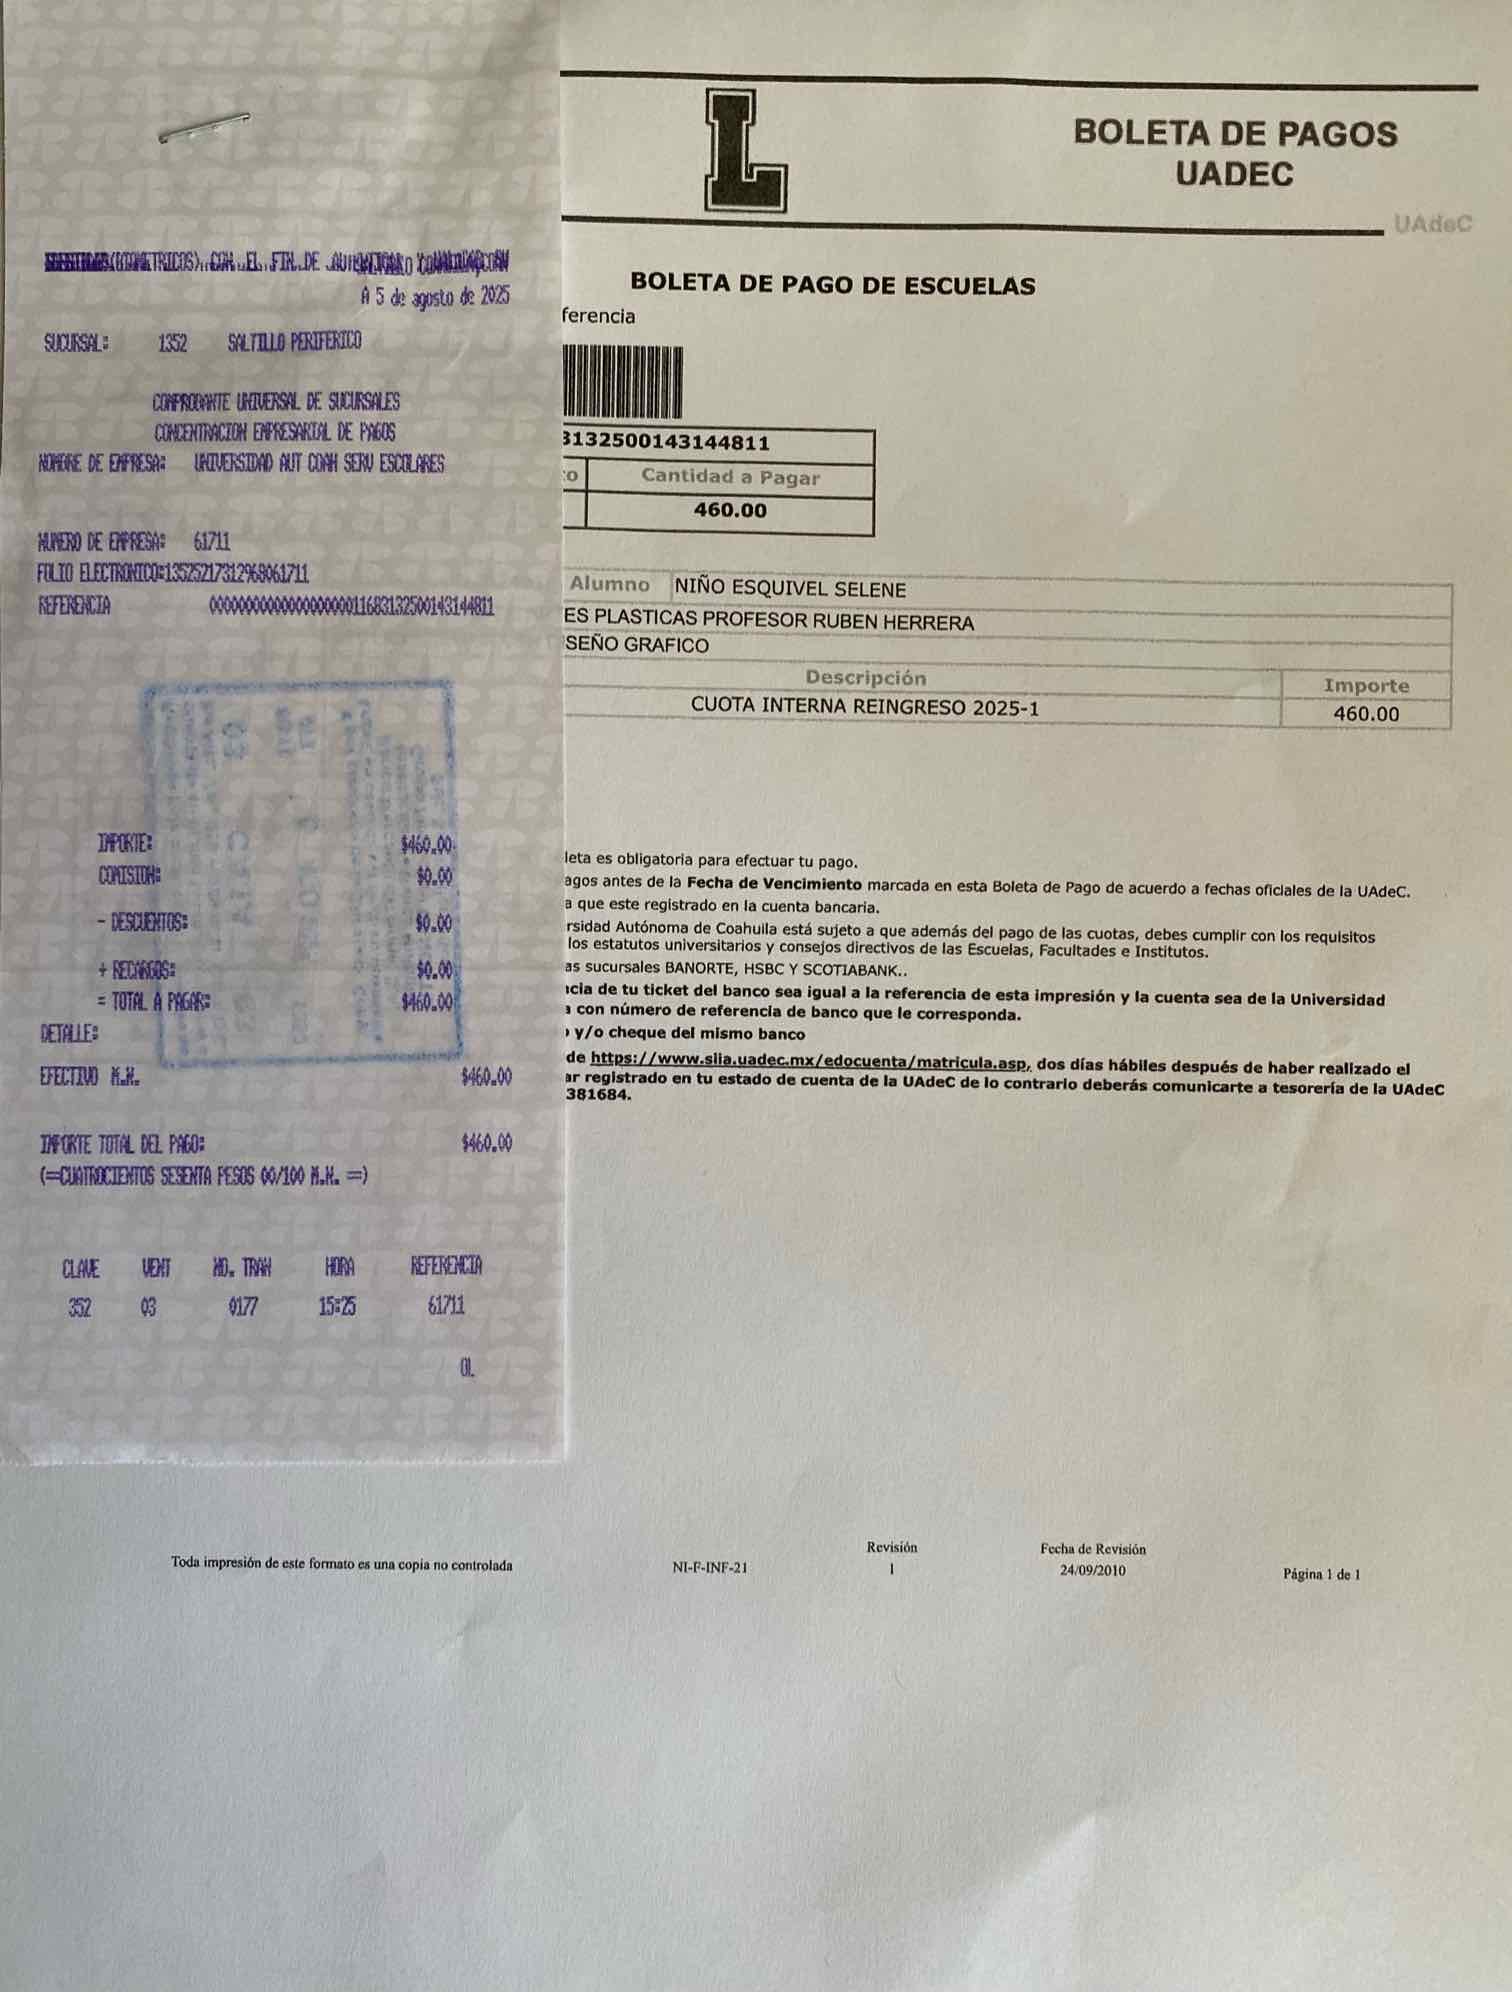 CON EL FIN DE
A 5 de agosto de 2025
SUCURSAL: 1352 SALTILLO PERIFERICO
COMPROBANTE UNIVERSAL DE SUCURSALES
CONCENTRACION EMPRESARIAL DE PAGOS
NOMBRE DE EMPRESA: UNIVERSIDAD AUT COAH SERV ESCOLARES
NUMERO DE EMPRESA: 61711
FOLIO ELECTRONICO:13525217312968061711
REFERENCIA
IMPORTE: $460.00
COMISION: $0.00
- DESCUENTOS: $0.00
+ RECARGOS: $0.00
= TOTAL A PAGAR: $460.00
DETALLE:
EFECTIVO M.N. $460.00
IMPORTE TOTAL DEL PAGO: $460.00
(=CUATROCIENTOS SESENTA PESOS 00/100 M.N. =)
CLAVE VENT NO. TRAN HORA REFERENCIA
352 03 0177 15:25 61711
OL
L
BOLETA DE PAGOS
UADEC
UAdeC
BOLETA DE PAGO DE ESCUELAS
ferencia
3132500143144811
to Cantidad a Pagar
460.00
Alumno NIÑO ESQUIVEL SELENE
ES PLASTICAS PROFESOR RUBEN HERRERA
SEÑO GRAFICO
Descripción Importe
CUOTA INTERNA REINGRESO 2025-1 460.00
leta es obligatoria para efectuar tu pago.
agos antes de la Fecha de Vencimiento marcada en esta Boleta de Pago de acuerdo a fechas oficiales de la UAdeC.
a que este registrado en la cuenta bancaria.
rsidad Autónoma de Coahuila está sujeto a que además del pago de las cuotas, debes cumplir con los requisitos
los estatutos universitarios y consejos directivos de las Escuelas, Facultades e Institutos.
as sucursales BANORTE, HSBC Y SCOTIABANK..
ncia de tu ticket del banco sea igual a la referencia de esta impresión y la cuenta sea de la Universidad
a con número de referencia de banco que le corresponda.
o y/o cheque del mismo banco
de https://www.siia.uadec.mx/edocuenta/matricula.asp, dos días hábiles después de haber realizado el
ar registrado en tu estado de cuenta de la UAdeC de lo contrario deberás comunicarte a tesorería de la UAdeC
381684.
Toda impresión de este formato es una copia no controlada
NI-F-INF-21
Revisión
1
Fecha de Revisión
24/09/2010
Página 1 de 1